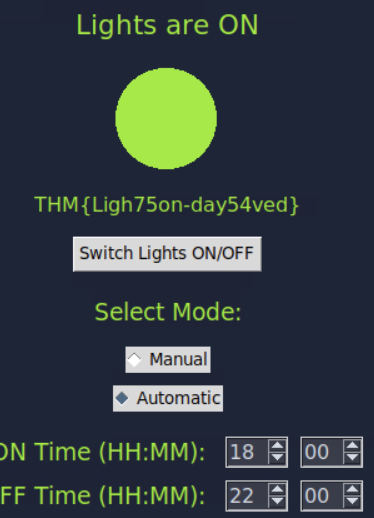 Lights are ON
THM{Ligh75on-day54ved}
Switch Lights ON/OFF
Select Mode:
Manual
Automatic
ON Time (HH:MM): 18 00
FF Time (HH:MM): 22 00